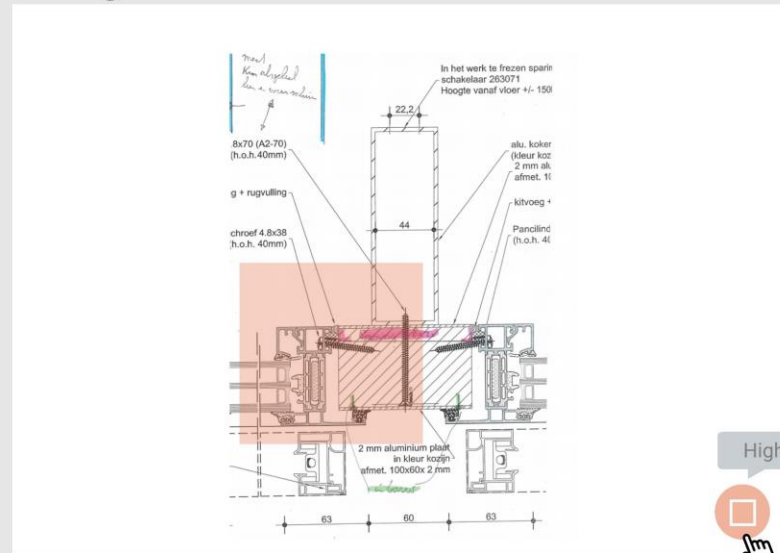 In het werk te frezen sparin
schakelaar 263071
Hoogte vanaf vloer +/- 150
22,2
.8x70 (A2-70)
(h.o.h.40mm)
alu. koker
(kleur koz
2 mm alu
afmet. 10
g + rugvulling
kitvoeg +
44
chroef 4.8x38
h.o.h. 40mm)
Pancilind
(h.o.h. 40
2 mm aluminium plaat
in kleur kozijn
afmet. 100x60x 2 mm
63
60
63
High